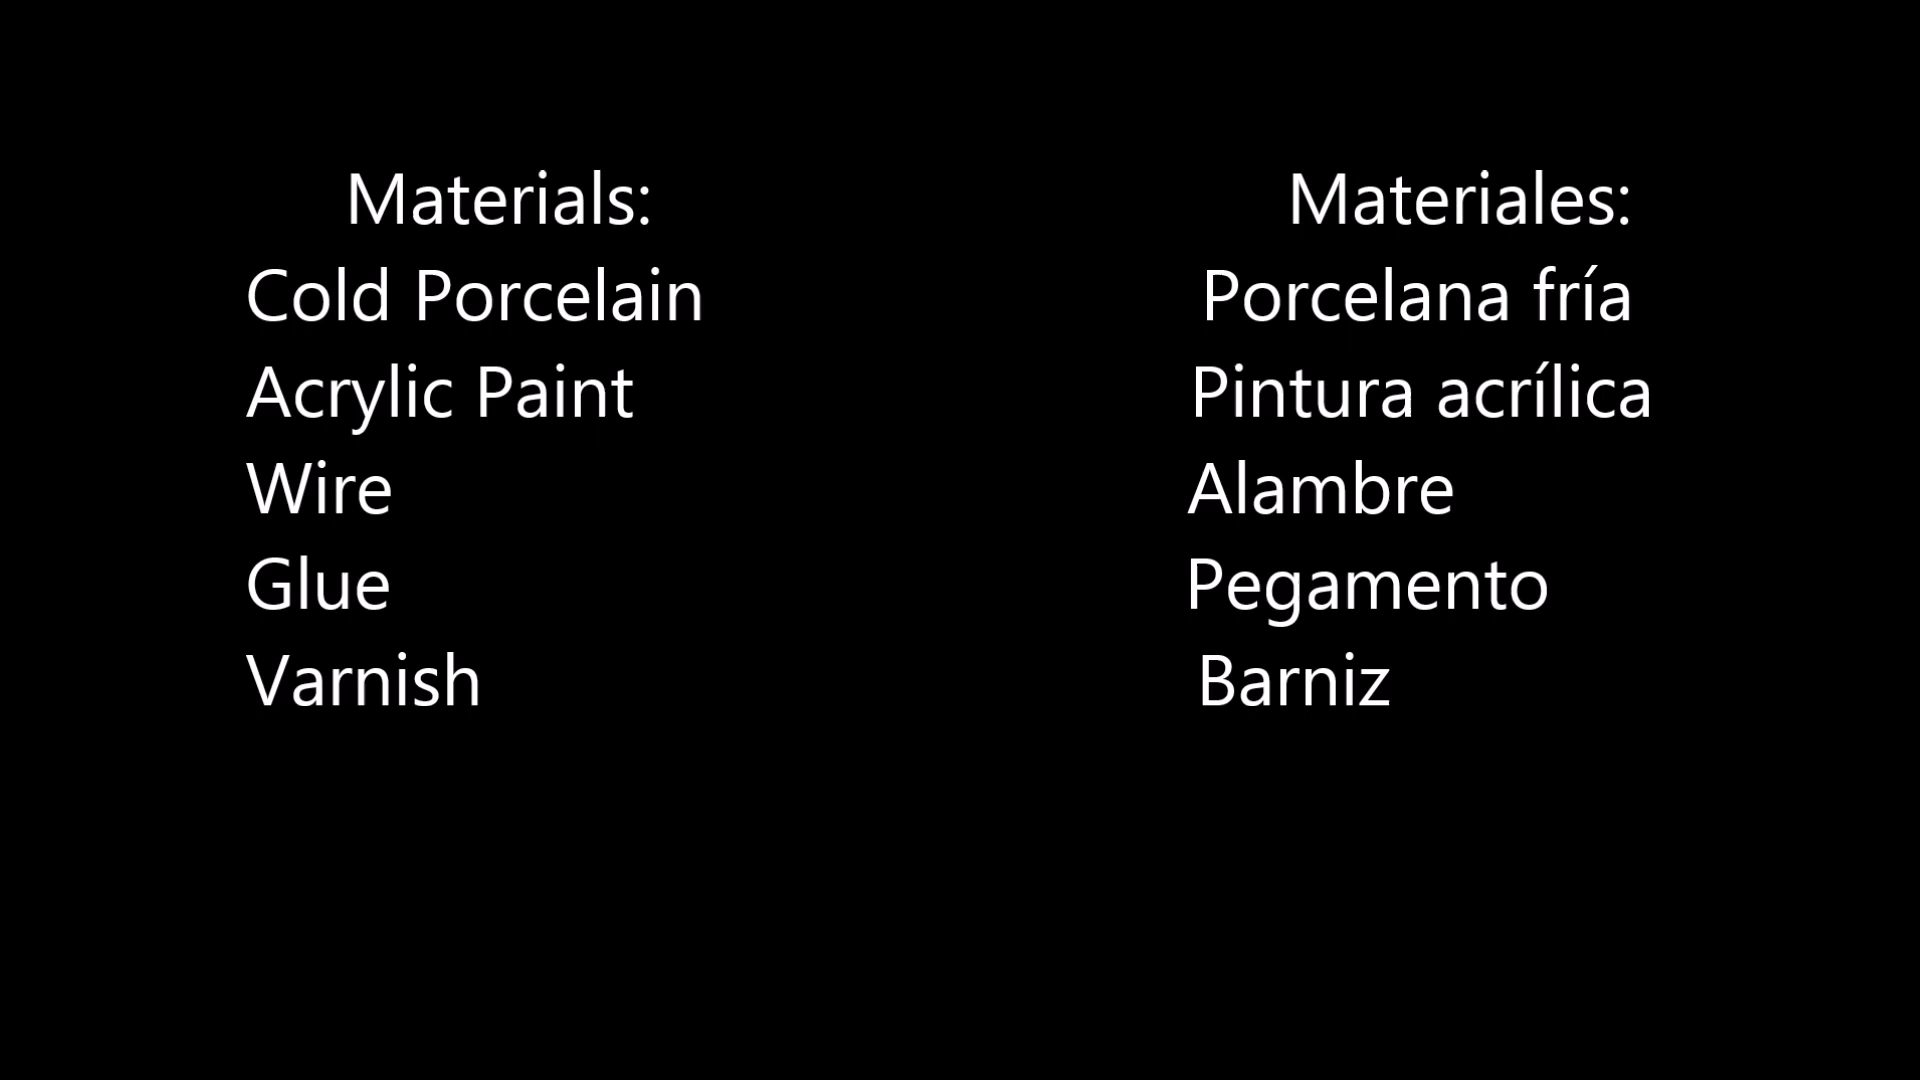 Materials:
Cold Porcelain
Acrylic Paint
Wire
Glue
Varnish
Materiales:
Porcelana fría
Pintura acrílica
Alambre
Pegamento
Barniz